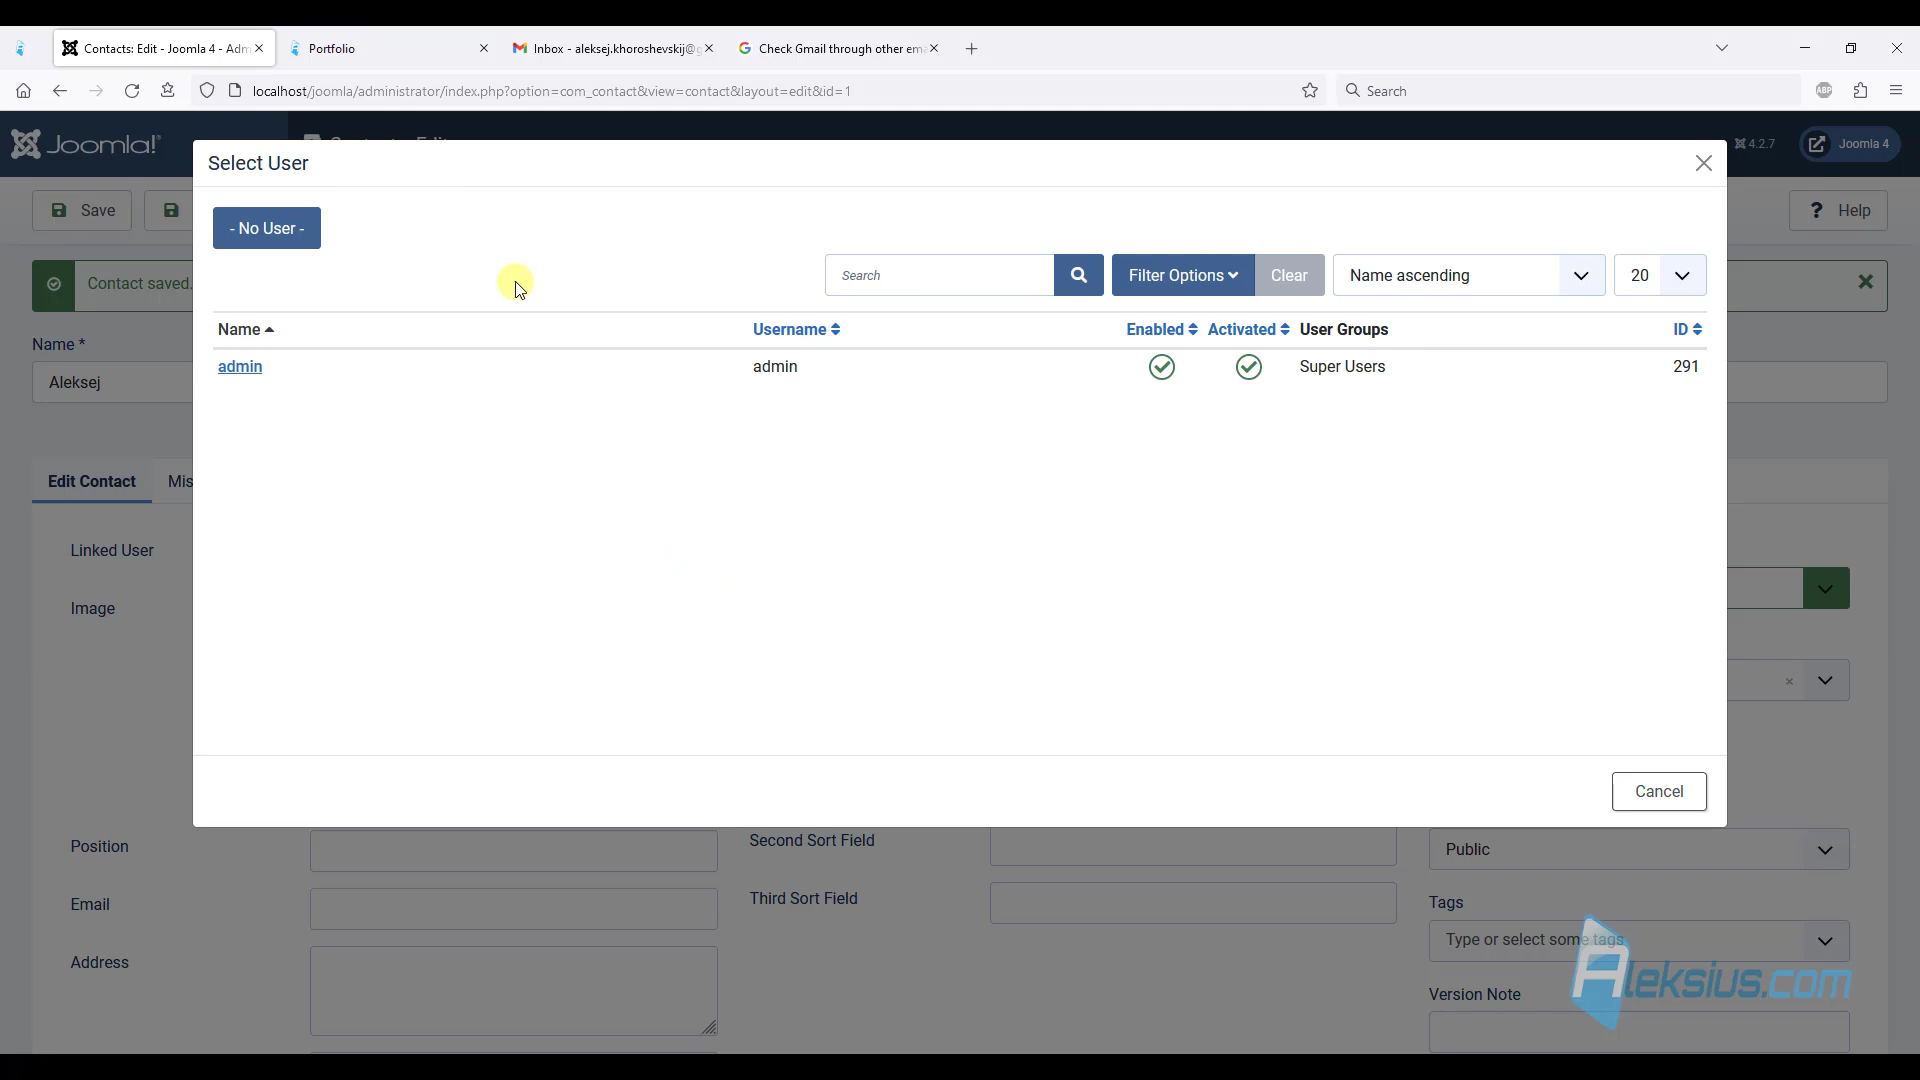 Contacts: Edit - Joomla 4 - Adm
Portfolio
Inbox - aleksej.khoroshevskij@g
Check Gmail through other ema
localhost/joomla/administrator/index.php?option=com_contact&view=contact&layout=edit&id=1
Search
ABP
Joomla!®
4.2.7
Joomla 4
Select User
Save
? Help
- No User -
Contact saved.
Search
Filter Options
Clear
Name ascending
20
Name
Username
Enabled
Activated
User Groups
ID
admin
admin
Super Users
291
Name *
Aleksej
Edit Contact
Mis
Linked User
Image
Cancel
Position
Second Sort Field
Public
Email
Third Sort Field
Tags
Type or select some tags
Address
Version Note
Aleksius.com